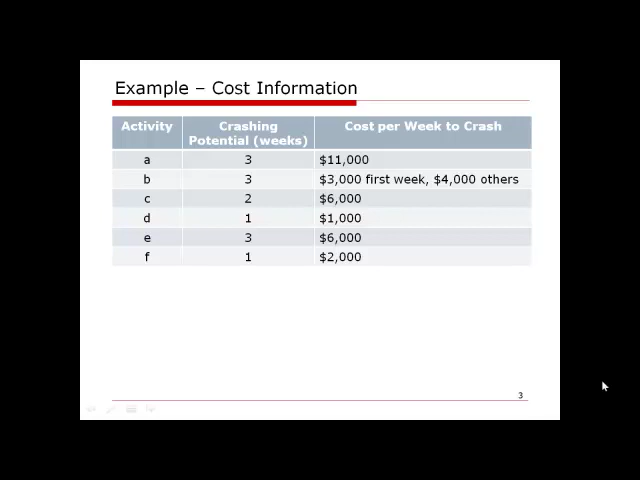 Example – Cost Information
Activity Crashing Potential (weeks) Cost per Week to Crash
a 3 $11,000
b 3 $3,000 first week, $4,000 others
c 2 $6,000
d 1 $1,000
e 3 $6,000
f 1 $2,000
3